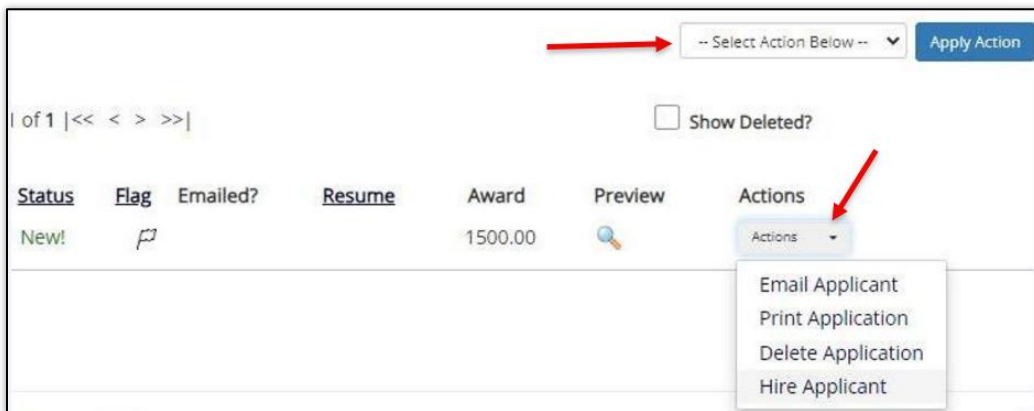 -- Select Action Below -- Apply Action
of 1 |<< < > >>| Show Deleted?
Status Flag Emailed? Resume Award Preview Actions
New! 1500.00 Actions
Email Applicant
Print Application
Delete Application
Hire Applicant